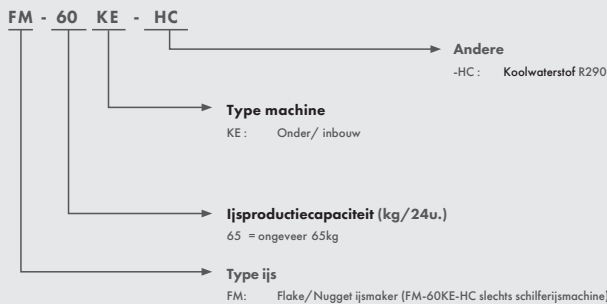 FM - 60 KE - HC
Andere
-HC : Koolwaterstof R290
Type machine
KE : Onder/ inbouw
Ijsproductiecapaciteit (kg/24u.)
65 = ongeveer 65kg
Type ijs
FM: Flake/Nugget ijsmaker (FM-60KE-HC slechts schilferijsmachine)